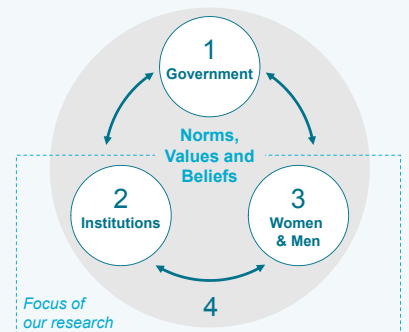 1
Government
Norms,
Values and
Beliefs
2
Institutions
3
Women
& Men
4
Focus of
our research